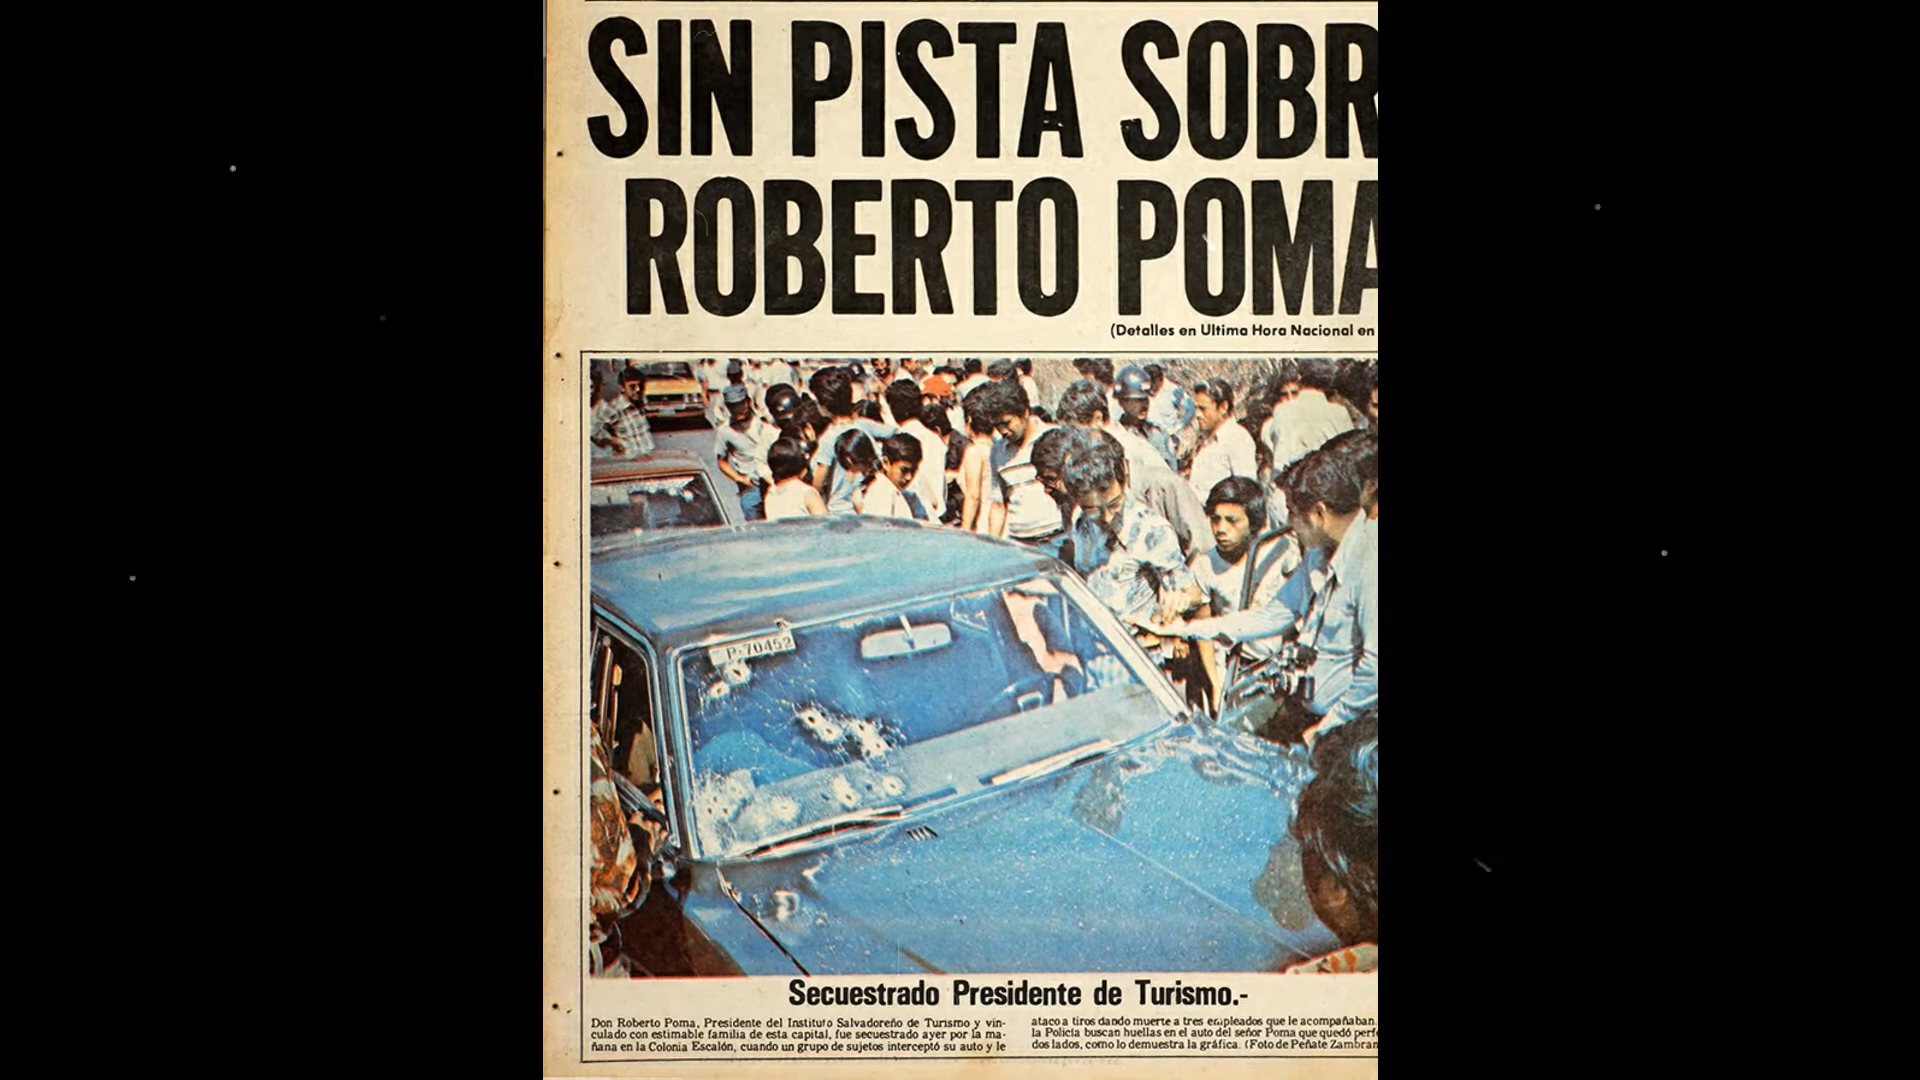 SIN PISTA SOBR
ROBERTO POMA
(Detalles en Ultima Hora Nacional en
P-70452
Secuestrado Presidente de Turismo.-
Don Roberto Poma, Presidente del Instituto Salvadoreño de Turismo y vin-
culado con estimable familia de esta capital, fue secuestrado ayer por la ma-
ñana en la Colonia Escalón, cuando un grupo de sujetos interceptó su auto y le
ataco a tiros dando muerte a tres empleados que le acompañaban.
la Policía buscan huellas en el auto del señor Poma que quedó perf
dos lados, como lo demuestra la gráfica. (Foto de Peñate Zambran